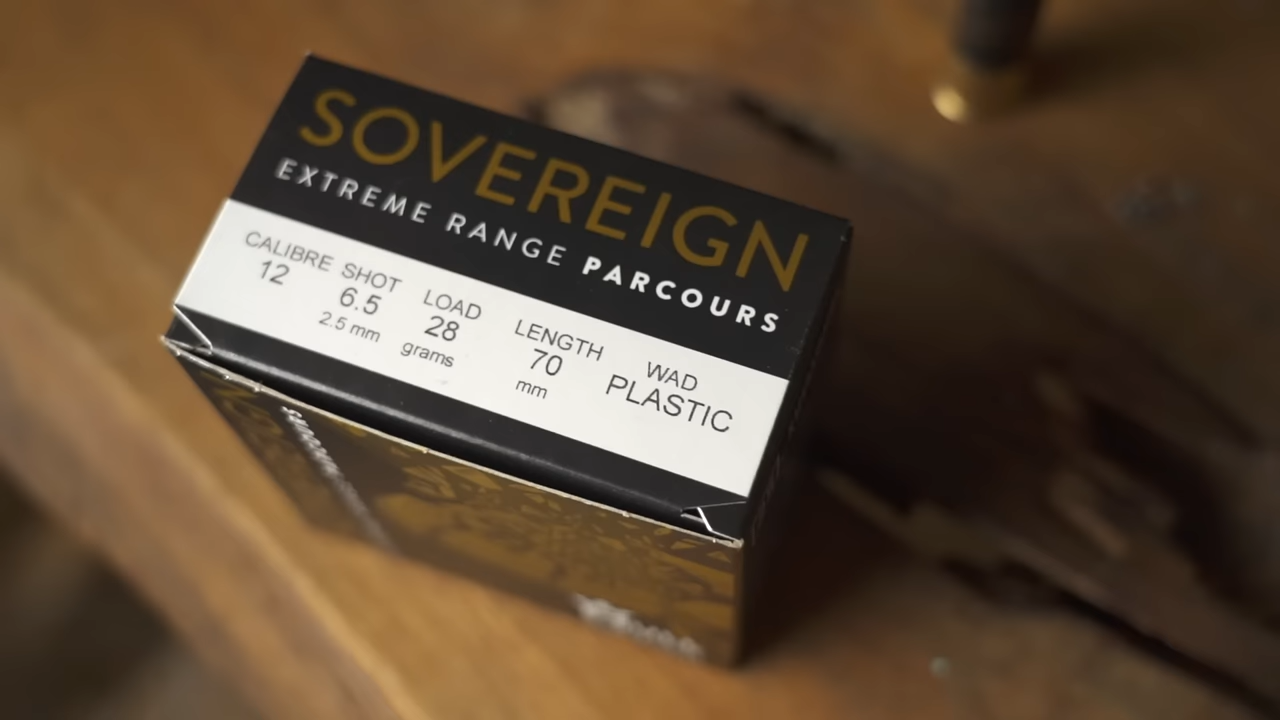 SOVEREIGN
EXTREME RANGE PARCOURS
CALIBRE SHOT LOAD LENGTH WAD
12 6.5 28 70 PLASTIC
2.5 mm grams mm